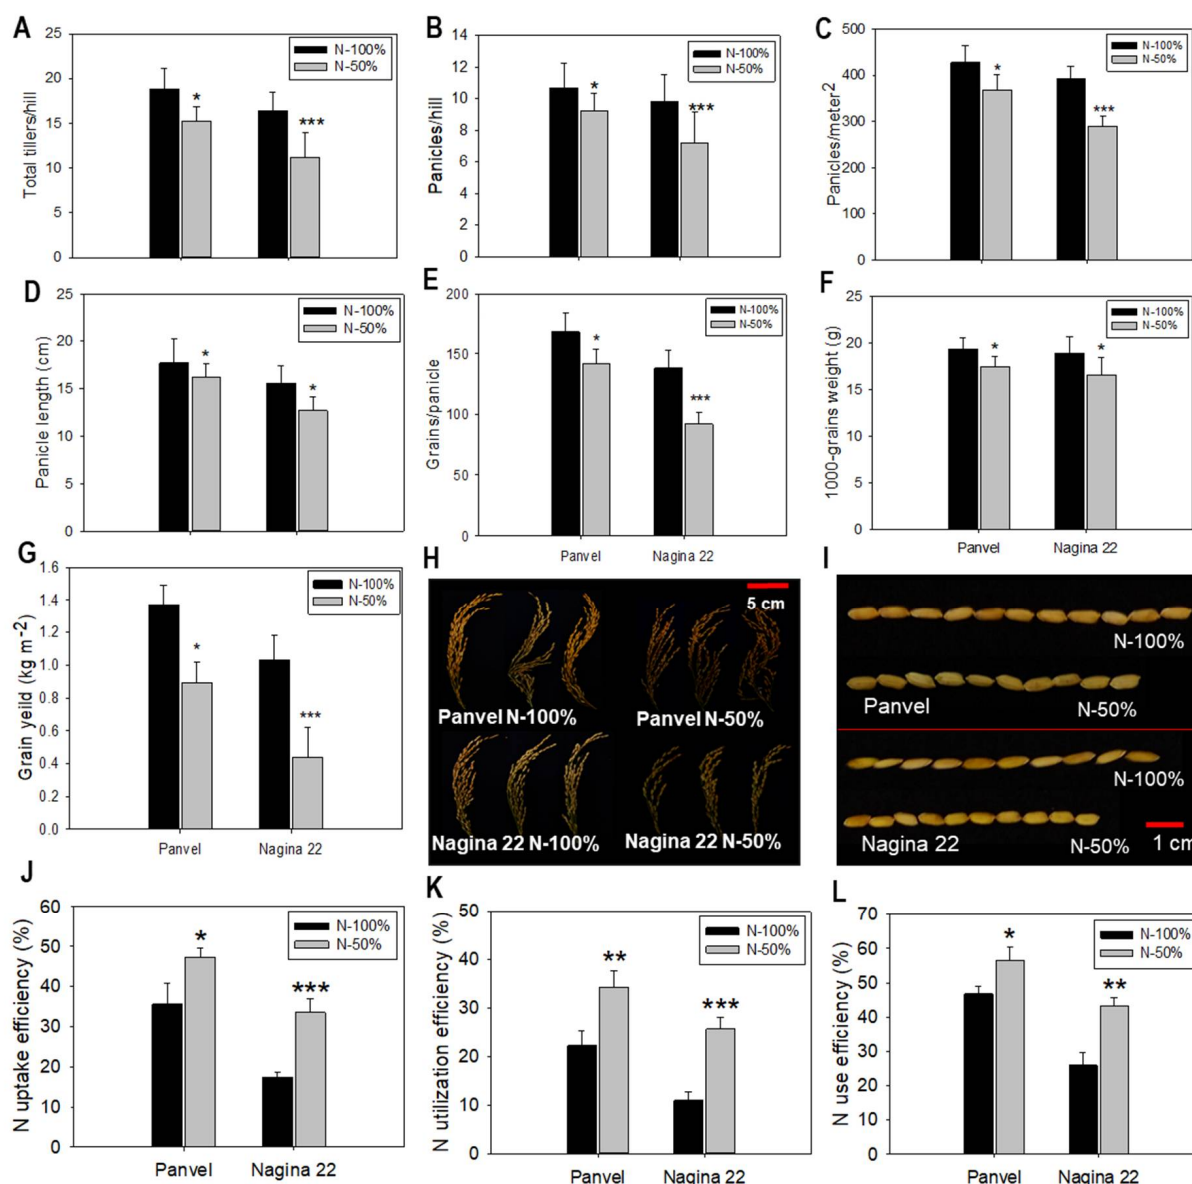 A
Total tillers/hill
25
20
15
10
5
0
N-100%
N-50%
*
***
B
Panicles/hill
14
12
10
8
6
4
2
0
N-100%
N-50%
*
***
C
Panicles/meter2
500
400
300
200
100
0
N-100%
N-50%
*
***
D
Panicle length (cm)
25
20
15
10
5
0
N-100%
N-50%
*
*
E
Grains/panicle
200
150
100
50
0
N-100%
N-50%
*
***
Panvel
Nagina 22
F
1000-grains weight (g)
25
20
15
10
5
0
N-100%
N-50%
*
*
Panvel
Nagina 22
G
Grain yeild (kg m-2)
1.6
1.4
1.2
1.0
0.8
0.6
0.4
0.2
0.0
N-100%
N-50%
*
***
Panvel
Nagina 22
H
5 cm
Panvel N-100%
Panvel N-50%
Nagina 22 N-100%
Nagina 22 N-50%
I
N-100%
Panvel
N-50%
N-100%
Nagina 22
N-50%
1 cm
J
N uptake efficiency (%)
60
50
40
30
20
10
0
N-100%
N-50%
*
***
Panvel
Nagina 22
K
N utilization efficiency (%)
50
40
30
20
10
0
N-100%
N-50%
**
***
Panvel
Nagina 22
L
N use efficiency (%)
70
60
50
40
30
20
10
0
N-100%
N-50%
*
**
Panvel
Nagina 22